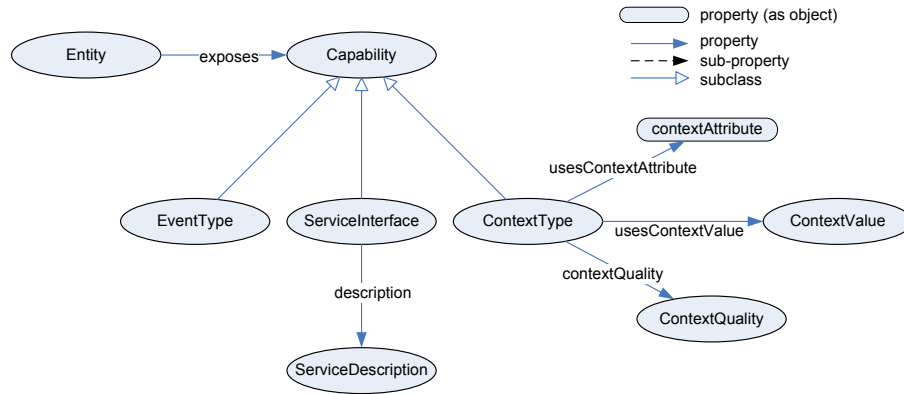 property (as object)
Entity
exposes
Capability
property
sub-property
subclass
contextAttribute
usesContextAttribute
EventType
ServiceInterface
ContextType
usesContextValue
ContextValue
contextQuality
description
ContextQuality
ServiceDescription